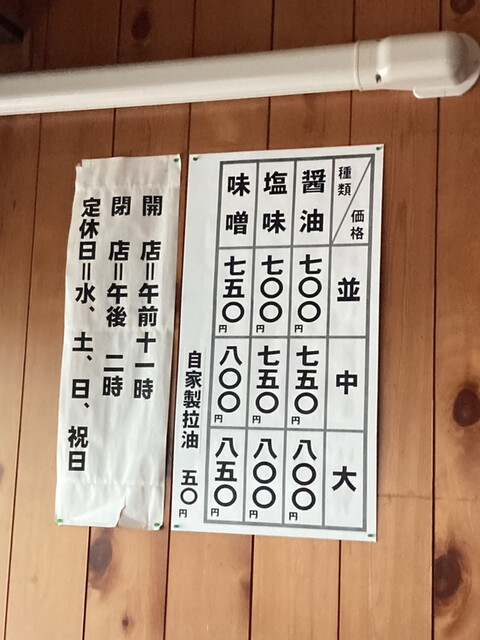 種類／価格 並 中 大
醤油 七〇〇円 七五〇円 八〇〇円
塩味 七〇〇円 七五〇円 八〇〇円
味噌 七五〇円 八〇〇円 八五〇円
自家製拉油 五〇円
開 店＝午前十一時
閉 店＝午後 二時
定休日＝水、土、日、祝日